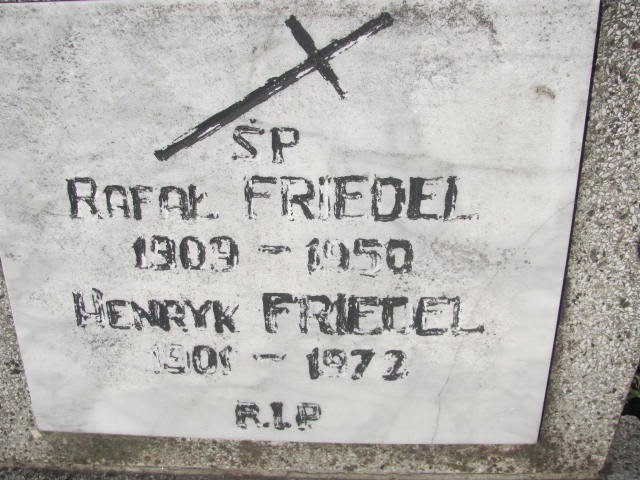 ŚP
RAFAŁ FRIEDEL
1909 - 1950
HENRYK FRIEDEL
1901 - 1972
R.I.P